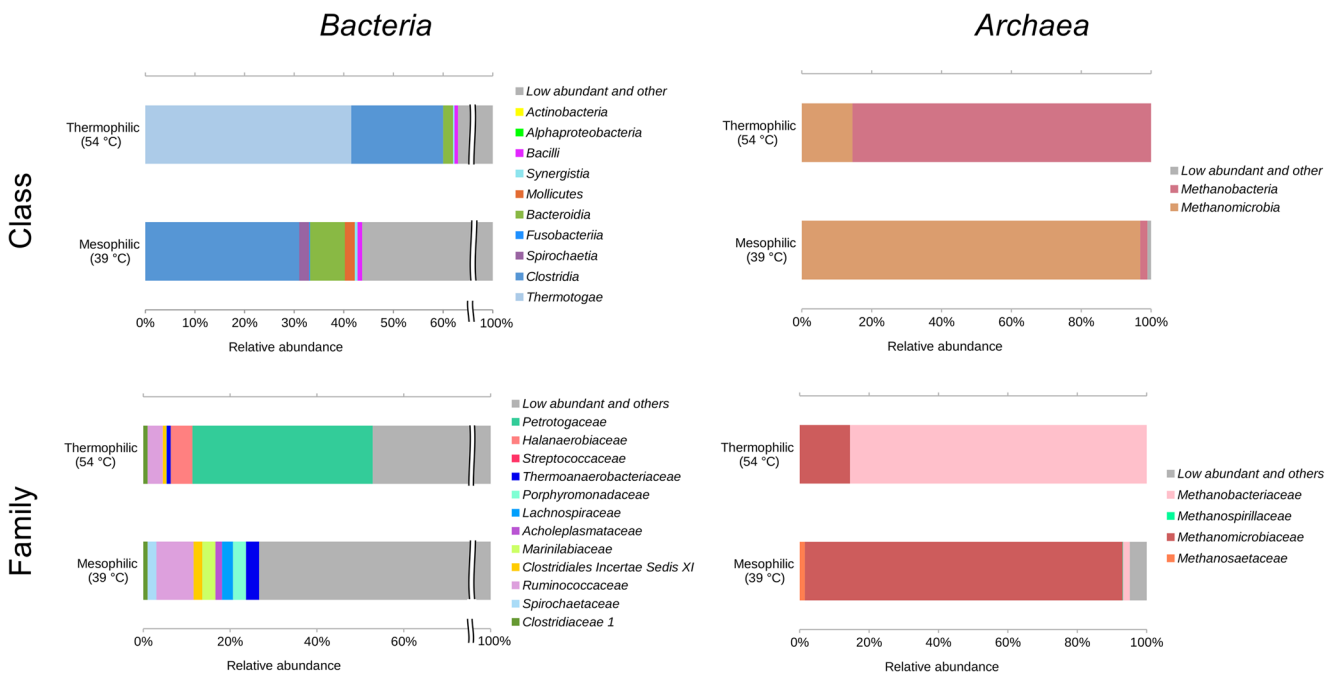 Bacteria
Archaea
Class
Thermophilic
(54 °C)
Mesophilic
(39 °C)
0% 10% 20% 30% 40% 50% 60% 100%
Relative abundance
Low abundant and other
Actinobacteria
Alphaproteobacteria
Bacilli
Synergistia
Mollicutes
Bacteroidia
Fusobacteriia
Spirochaetia
Clostridia
Thermotogae
Thermophilic
(54 °C)
Mesophilic
(39 °C)
0% 20% 40% 60% 80% 100%
Relative abundance
Low abundant and other
Methanobacteria
Methanomicrobia
Family
Thermophilic
(54 °C)
Mesophilic
(39 °C)
0% 20% 40% 60% 100%
Relative abundance
Low abundant and others
Petrotogaceae
Halanaerobiaceae
Streptococcaceae
Thermoanaerobacteriaceae
Porphyromonadaceae
Lachnospiraceae
Acholeplasmataceae
Marinilabiaceae
Clostridiales Incertae Sedis XI
Ruminococcaceae
Spirochaetaceae
Clostridiaceae 1
Thermophilic
(54 °C)
Mesophilic
(39 °C)
0% 20% 40% 60% 80% 100%
Relative abundance
Low abundant and others
Methanobacteriaceae
Methanospirillaceae
Methanomicrobiaceae
Methanosaetaceae